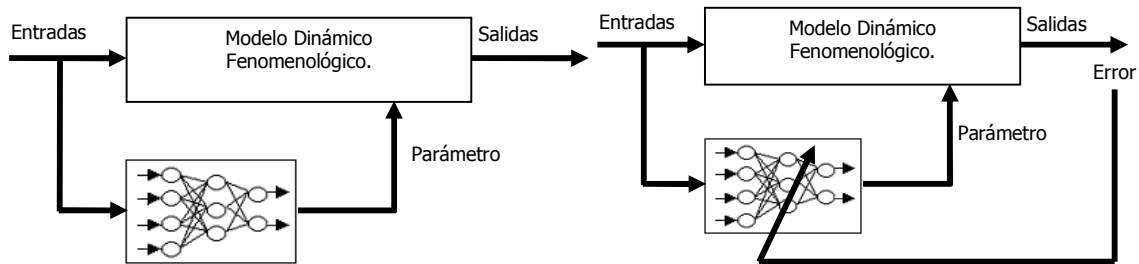 Entradas
Modelo Dinámico
Fenomenológico.
Salidas
Parámetro
Entradas
Modelo Dinámico
Fenomenológico.
Salidas
Error
Parámetro